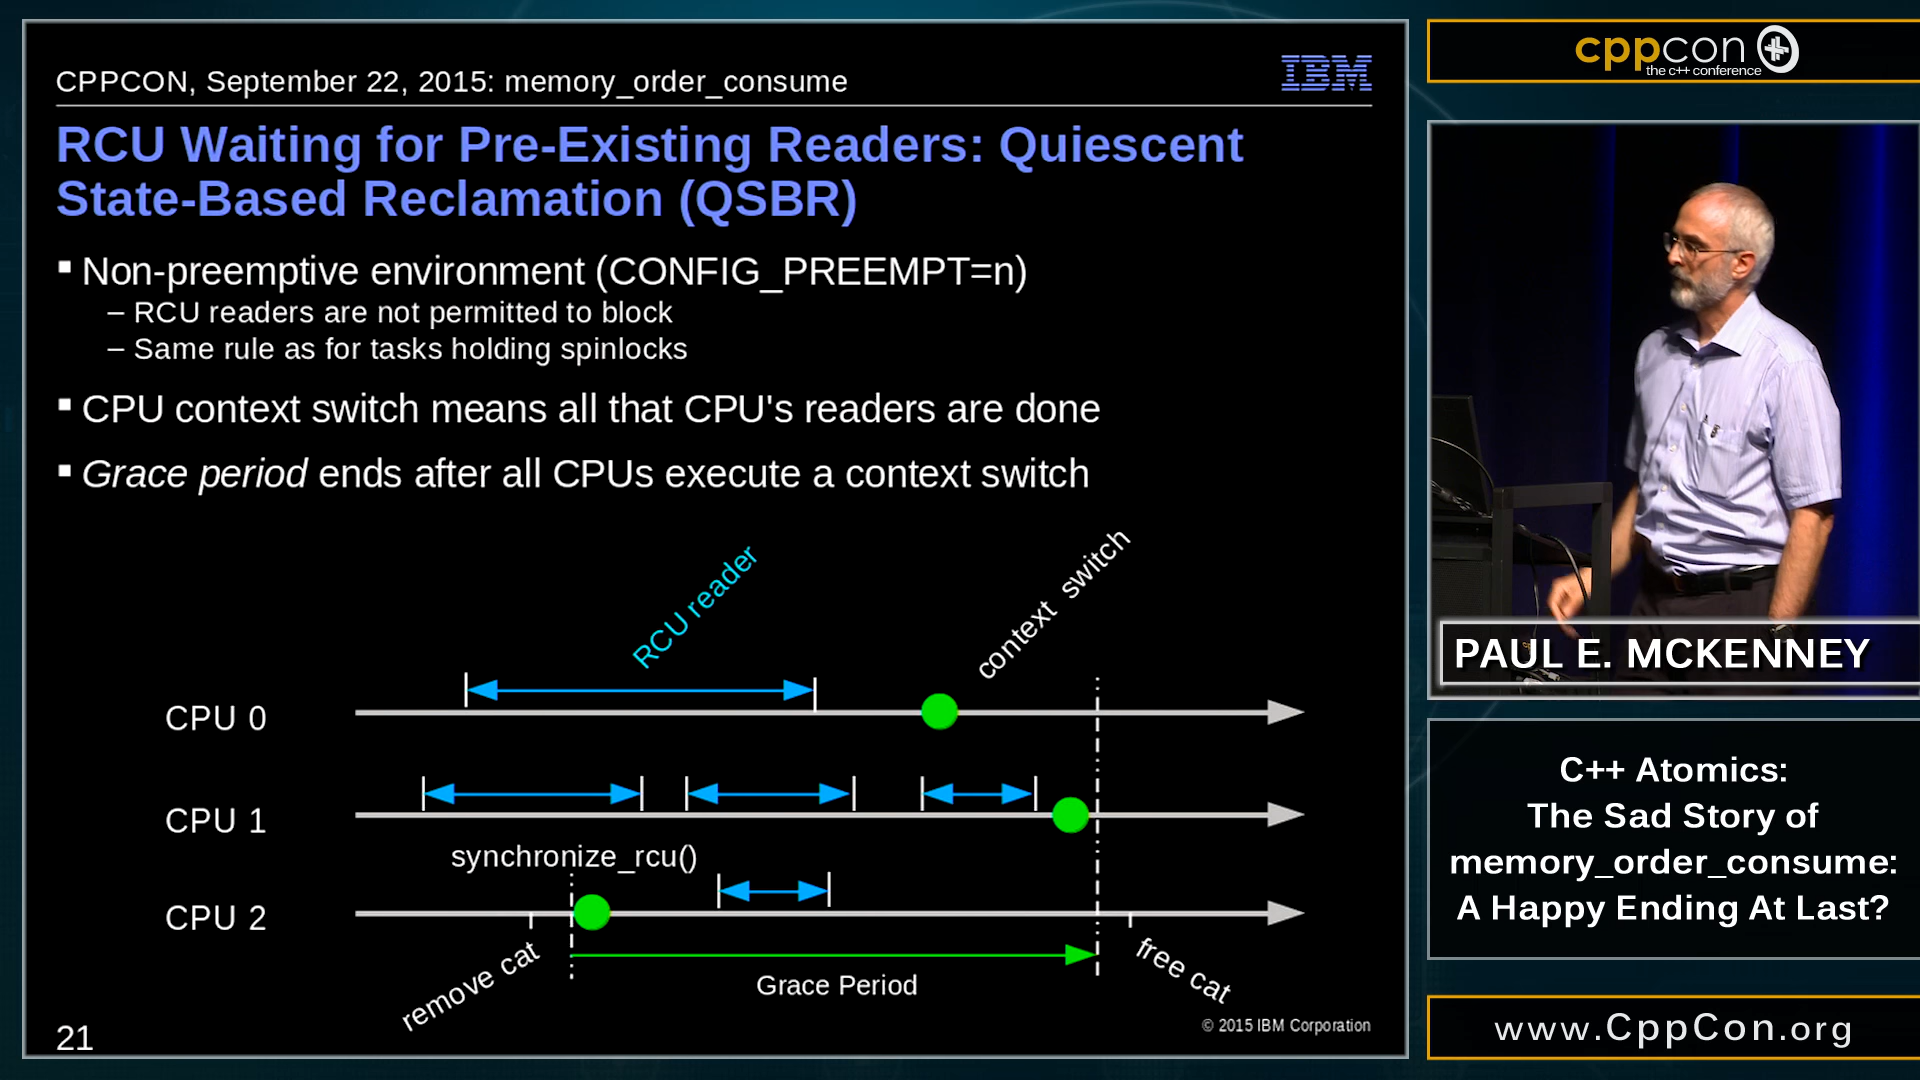 CPPCON, September 22, 2015: memory_order_consume
IBM
RCU Waiting for Pre-Existing Readers: Quiescent
State-Based Reclamation (QSBR)
Non-preemptive environment (CONFIG_PREEMPT=n)
– RCU readers are not permitted to block
– Same rule as for tasks holding spinlocks
CPU context switch means all that CPU's readers are done
Grace period ends after all CPUs execute a context switch
RCU reader
context switch
CPU 0
CPU 1
synchronize_rcu()
CPU 2
remove cat
free cat
Grace Period
© 2015 IBM Corporation
21
cppcon
the c++ conference
PAUL E. MCKENNEY
C++ Atomics:
The Sad Story of
memory_order_consume:
A Happy Ending At Last?
www.CppCon.org